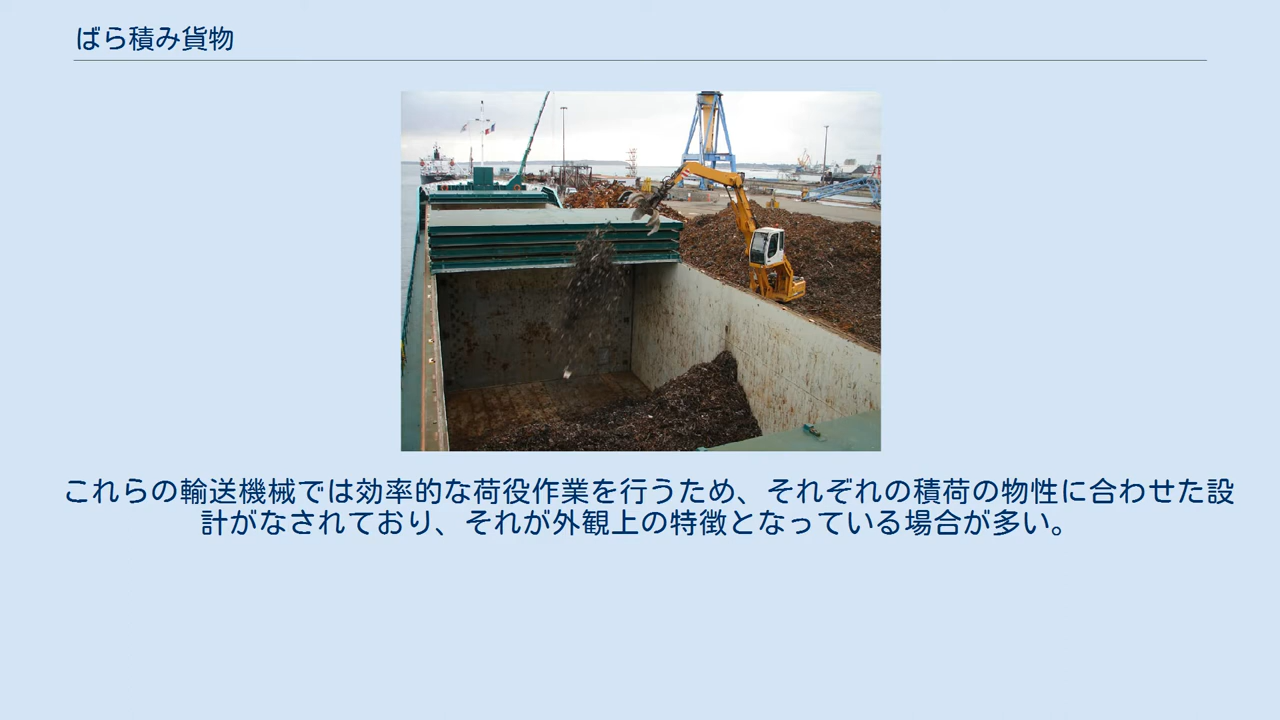 ばら積み貨物
これらの輸送機械では効率的な荷役作業を行うため、それぞれの積荷の物性に合わせた設
計がなされており、それが外観上の特徴となっている場合が多い。